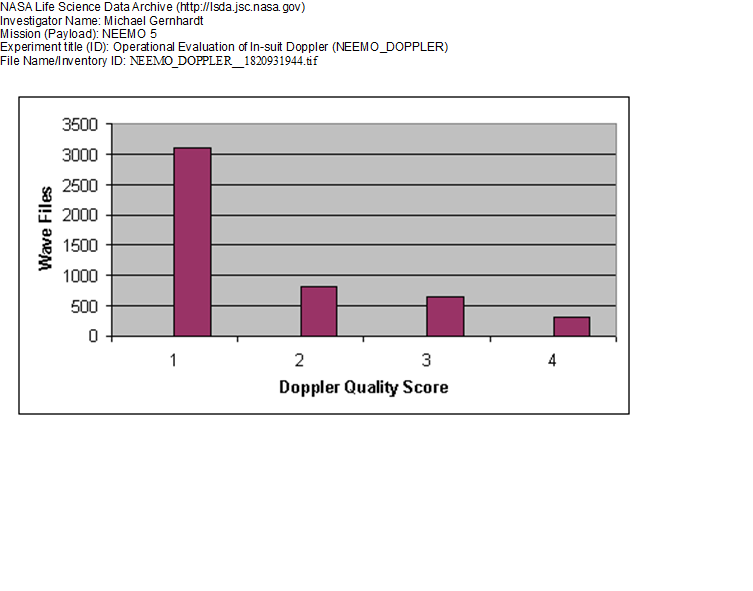 NASA Life Science Data Archive (http://lsda.jsc.nasa.gov)
Investigator Name: Michael Gernhardt
Mission (Payload): NEEMO 5
Experiment title (ID): Operational Evaluation of In-suit Doppler (NEEMO_DOPPLER)
File Name/Inventory ID: NEEMO_DOPPLER__1820931944.tif
3500
3000
2500
2000
1500
1000
500
0
Wave Files
1 2 3 4
Doppler Quality Score